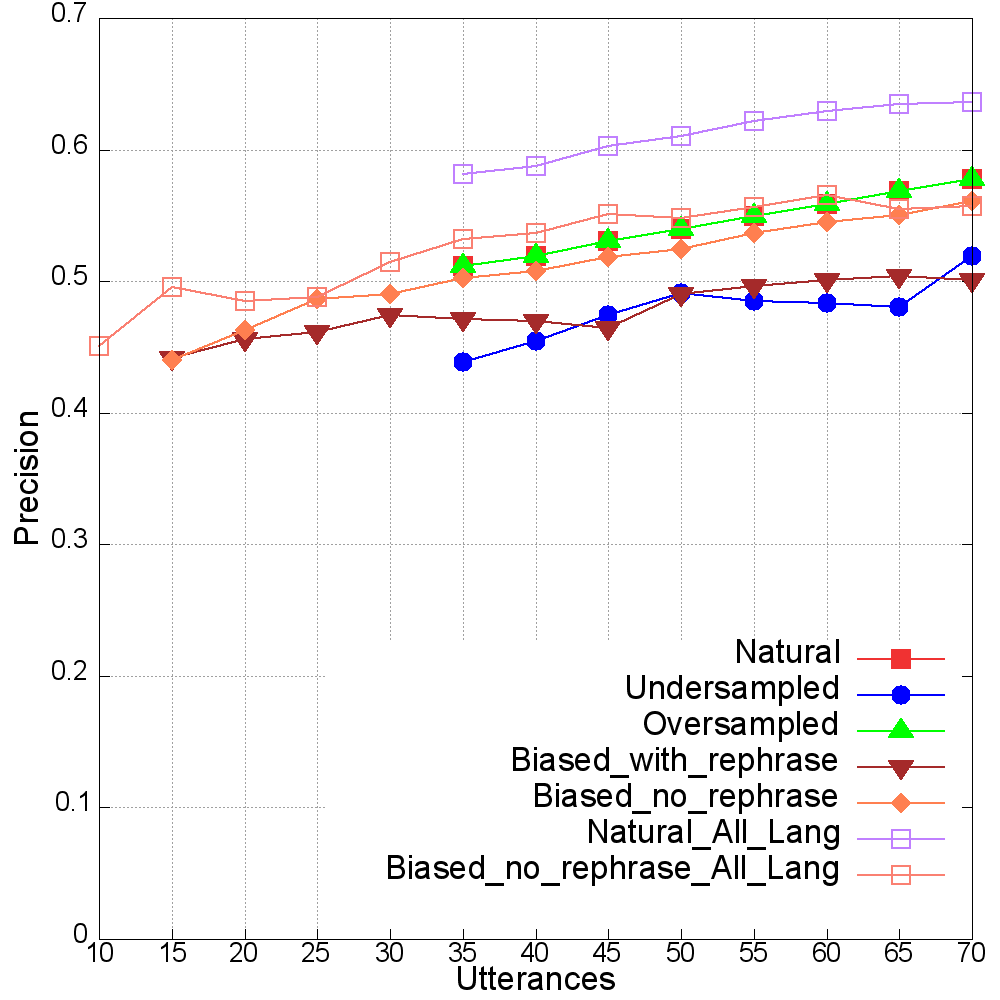 0.7
0.6
0.5
0.4
0.3
0.2
0.1
0
Precision
Natural
Undersampled
Oversampled
Biased_with_rephrase
Biased_no_rephrase
Natural_All_Lang
Biased_no_rephrase_All_Lang
10 15 20 25 30 35 40 45 50 55 60 65 70
Utterances